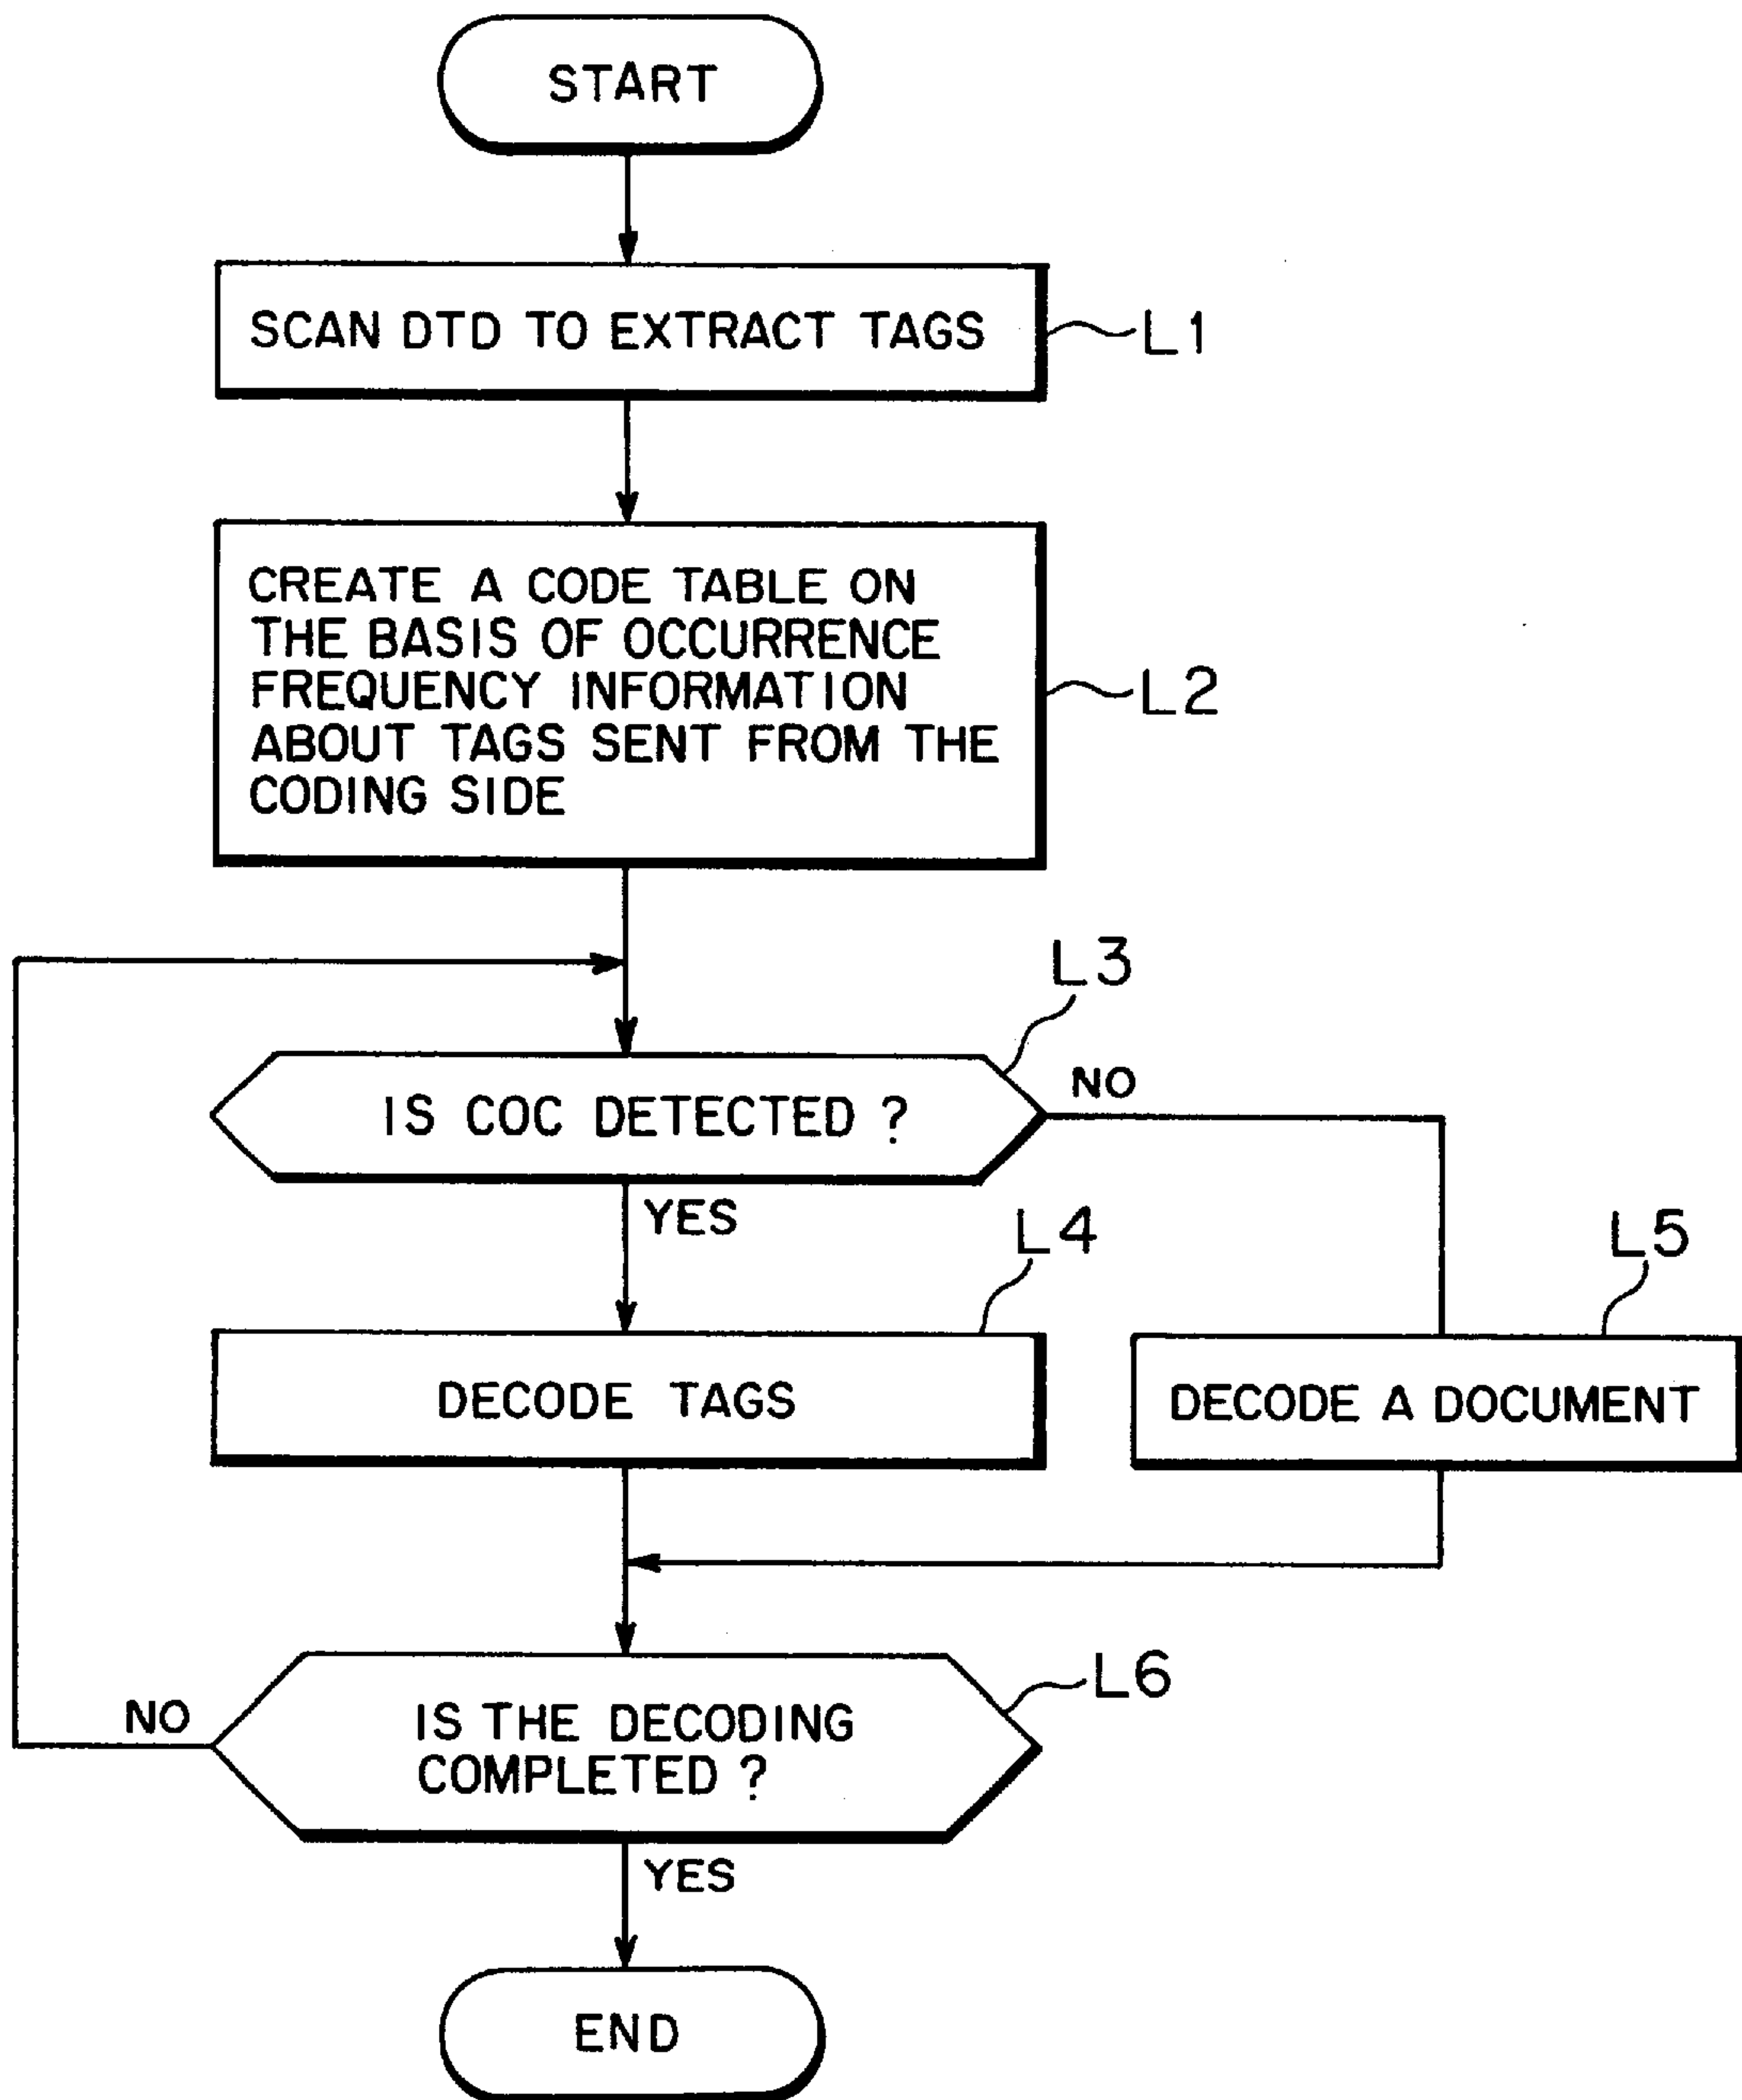 START
SCAN DTD TO EXTRACT TAGS
L1
CREATE A CODE TABLE ON
THE BASIS OF OCCURRENCE
FREQUENCY INFORMATION
ABOUT TAGS SENT FROM THE
CODING SIDE
L2
L3
IS COC DETECTED ?
NO
YES
L4
L5
DECODE TAGS
DECODE A DOCUMENT
L6
NO
IS THE DECODING
COMPLETED ?
YES
END